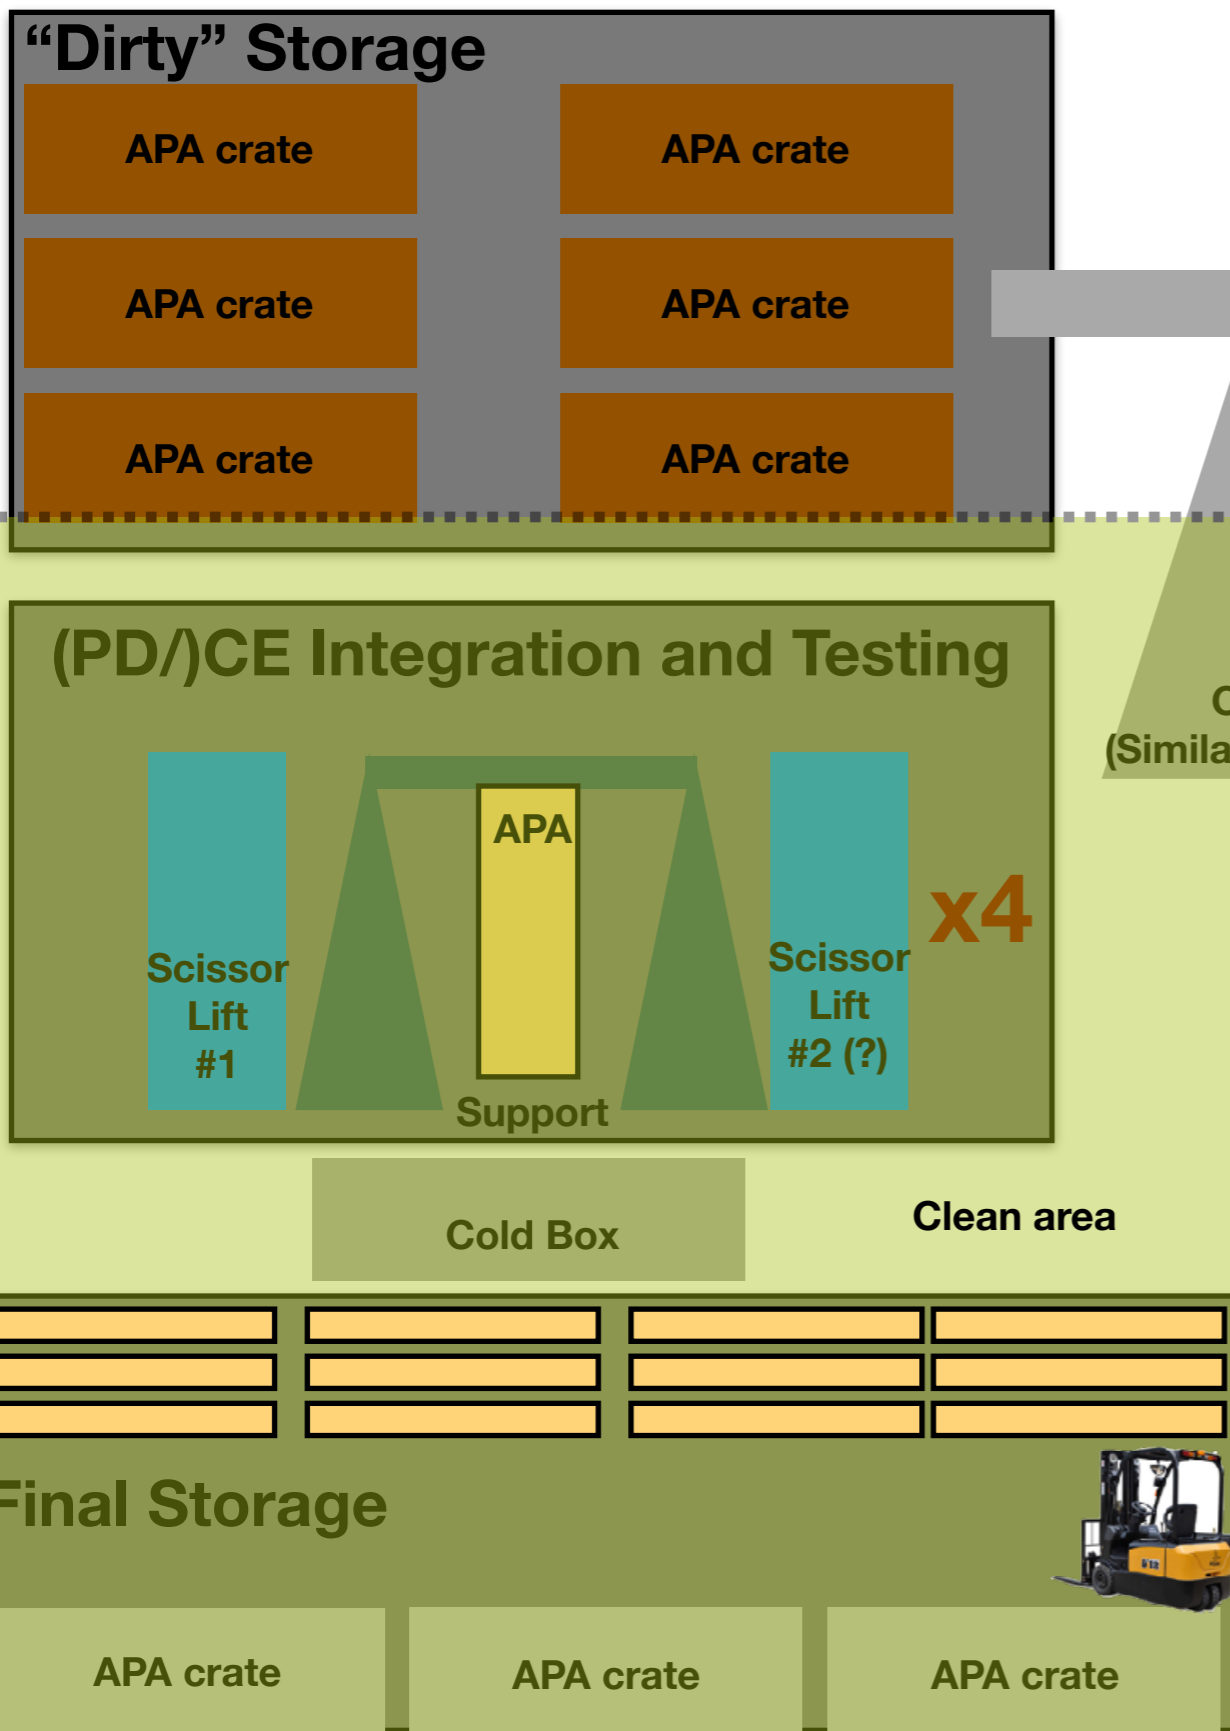 “Dirty” Storage
APA crate
APA crate
APA crate
APA crate
APA crate
APA crate
(PD/)CE Integration and Testing
APA
x4
Scissor
Lift
#1
Scissor
Lift
#2 (?)
Support
Cold Box
Clean area
Final Storage
APA crate
APA crate
APA crate